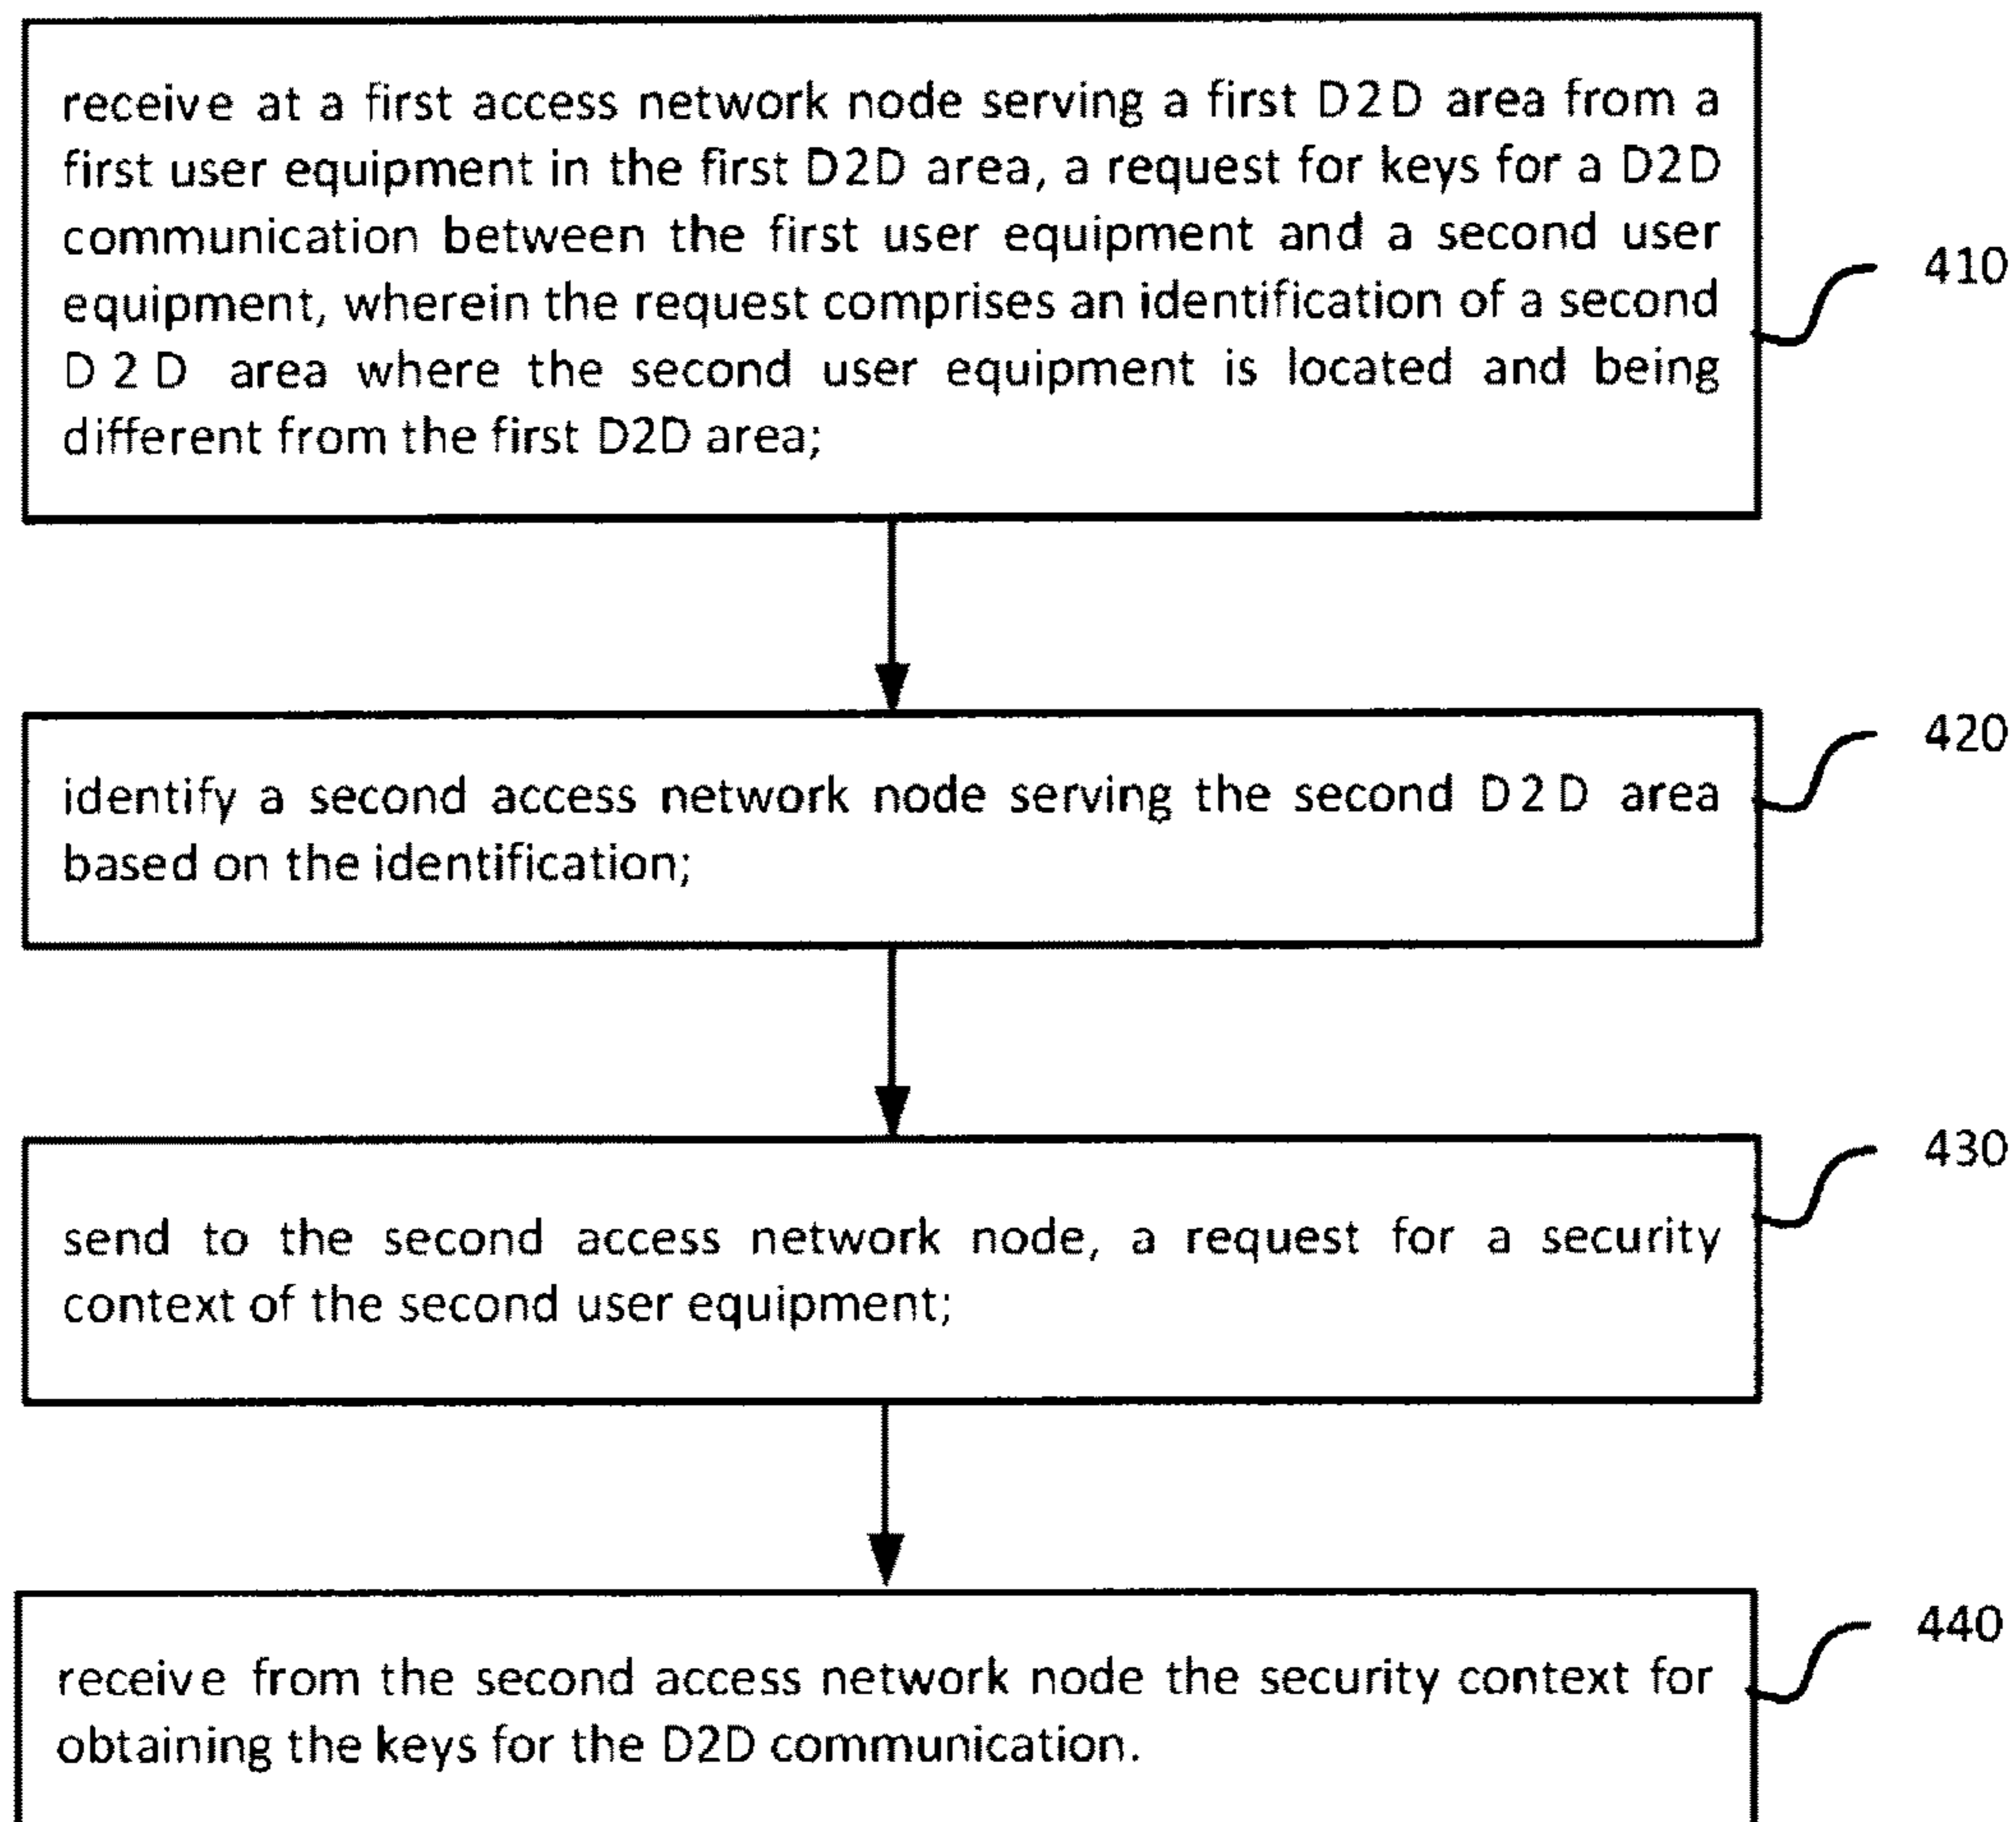 receive at a first access network node serving a first D2D area from a
first user equipment in the first D2D area, a request for keys for a D2D
communication between the first user equipment and a second user
equipment, wherein the request comprises an identification of a second
D 2 D area where the second user equipment is located and being
different from the first D2D area;
410
identify a second access network node serving the second D 2 D area
based on the identification;
420
send to the second access network node, a request for a security
context of the second user equipment;
430
receive from the second access network node the security context for
obtaining the keys for the D2D communication.
440